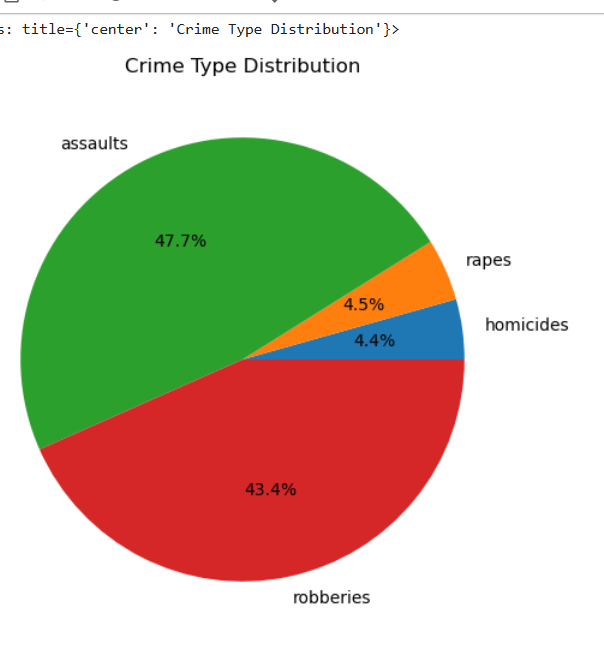 s: title={'center': 'Crime Type Distribution'}>
Crime Type Distribution
assaults
47.7%
rapes
4.5%
homicides
4.4%
43.4%
robberies